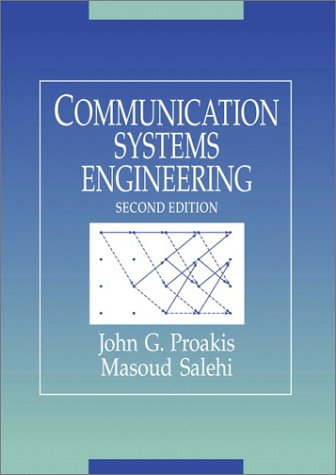 COMMUNICATION
SYSTEMS
ENGINEERING
SECOND EDITION
John G. Proakis
Masoud Salehi